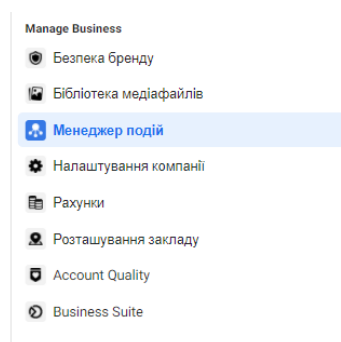 Manage Business
Безпека бренду
Бібліотека медіафайлів
Менеджер подій
Налаштування компанії
Рахунки
Розташування закладу
Account Quality
Business Suite